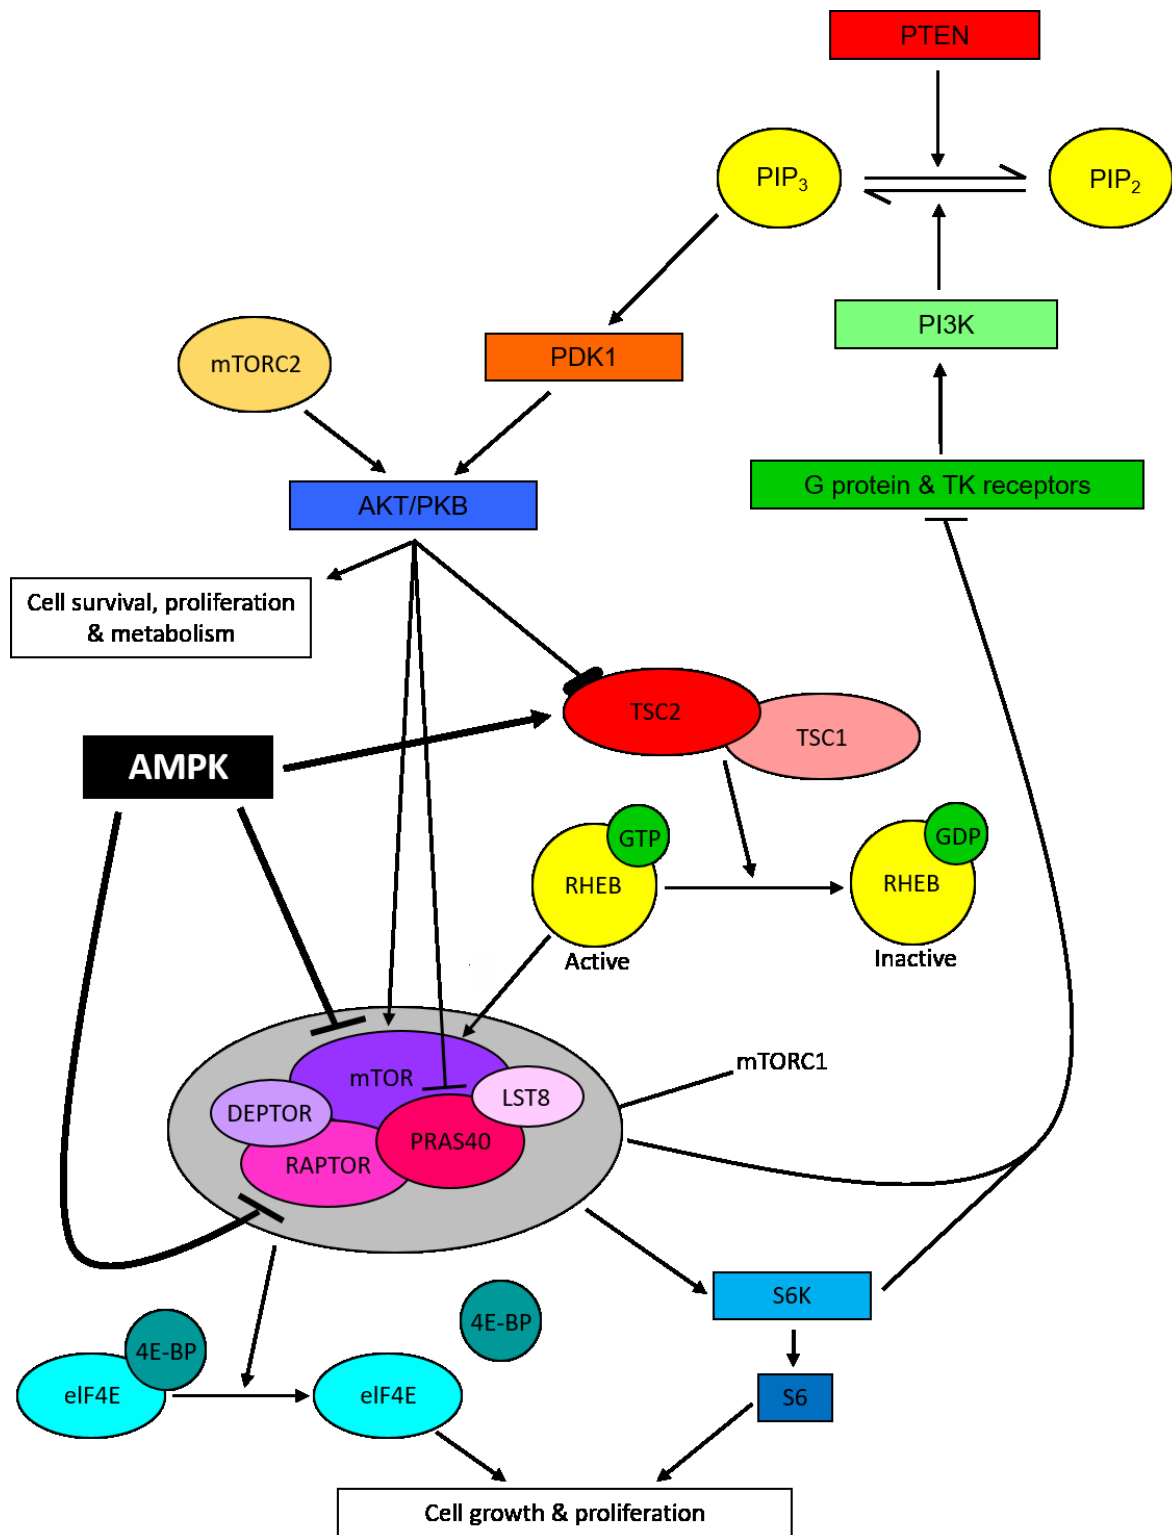 PTEN
PIP3
PIP2
PI3K
mTORC2
PDK1
G protein & TK receptors
AKT/PKB
Cell survival, proliferation
& metabolism
TSC2
TSC1
AMPK
GTP
GDP
RHEB
RHEB
Active
Inactive
mTORC1
mTOR
LST8
DEPTOR
PRAS40
RAPTOR
S6K
4E-BP
4E-BP
eIF4E
eIF4E
S6
Cell growth & proliferation